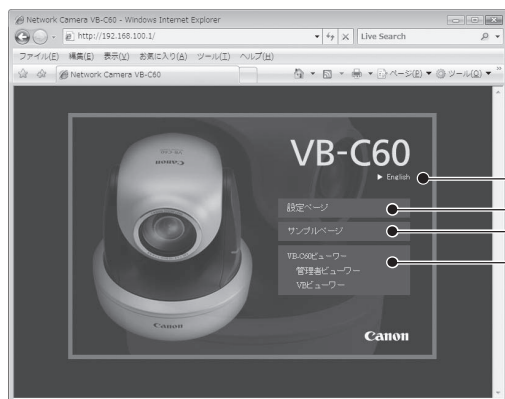 Network Camera VB-C60 - Windows Internet Explorer
http://192.168.100.1/
Live Search
ファイル(F) 編集(E) 表示(V) お気に入り(A) ツール(T) ヘルプ(H)
Network Camera VB-C60
ページ(P) ツール(O)
VB-C60
▶ English
設定ページ
サンプルページ
VB-C60ビューワー
管理者ビューワー
VBビューワー
Canon
Canon
Canon